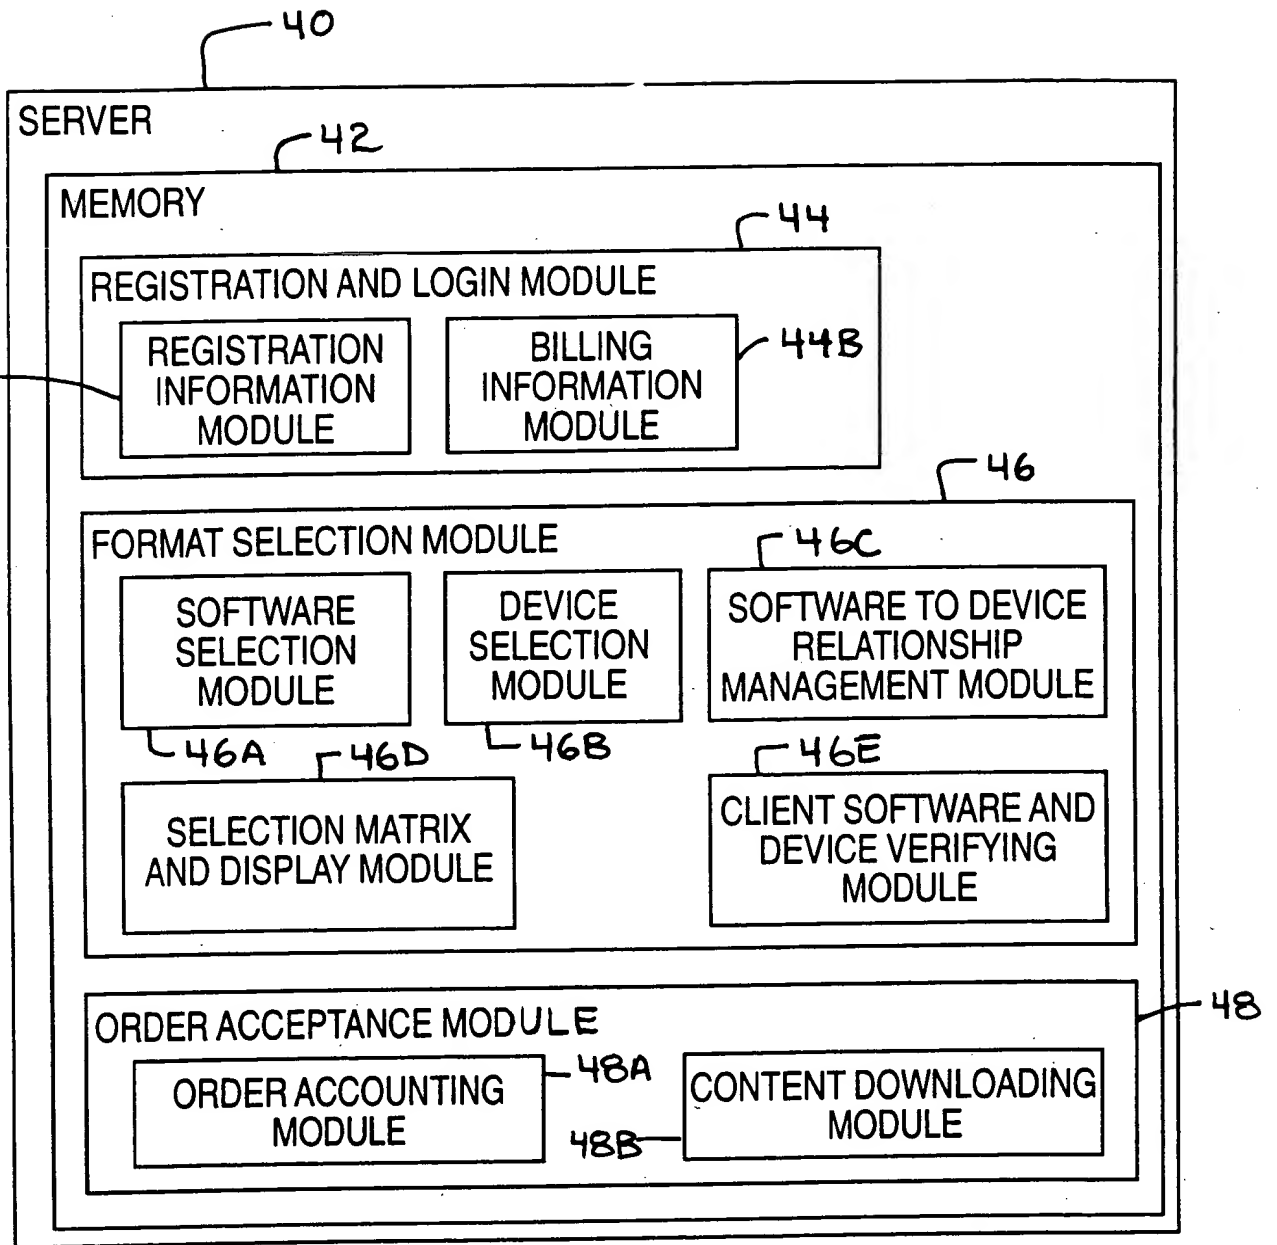 40
SERVER
42
MEMORY
44
REGISTRATION AND LOGIN MODULE
REGISTRATION
INFORMATION
MODULE
BILLING
INFORMATION
MODULE
44B
46
FORMAT SELECTION MODULE
46C
SOFTWARE
SELECTION
MODULE
DEVICE
SELECTION
MODULE
SOFTWARE TO DEVICE
RELATIONSHIP
MANAGEMENT MODULE
46A
46D
46B
46E
SELECTION MATRIX
AND DISPLAY MODULE
CLIENT SOFTWARE AND
DEVICE VERIFYING
MODULE
48
ORDER ACCEPTANCE MODULE
ORDER ACCOUNTING
MODULE
48A
48B
CONTENT DOWNLOADING
MODULE